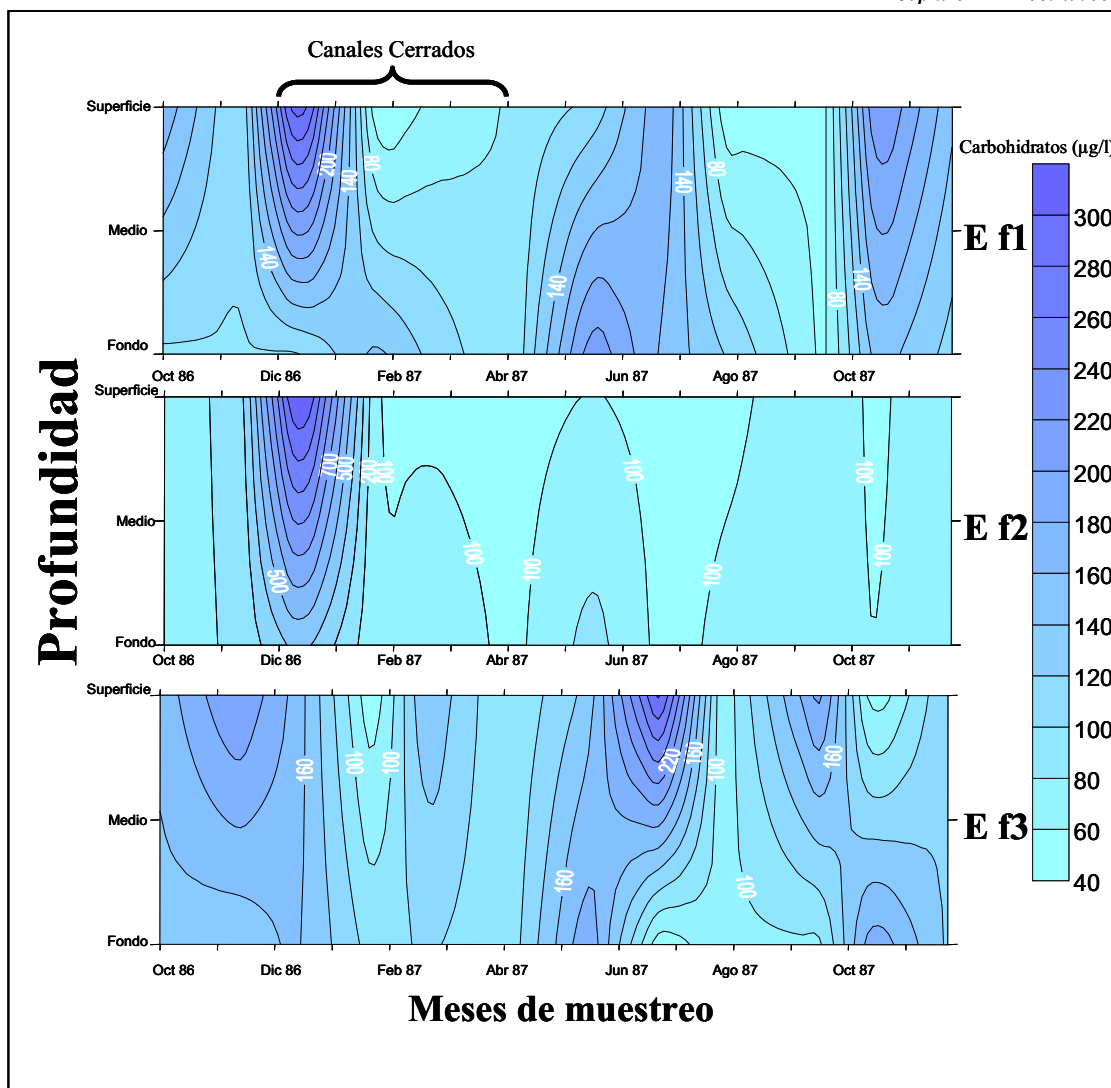 Canales Cerrados
Superficie
Medio
Fondo
200
140
80
140
140
140
80
80
140
E f1
Oct 86 Dic 86 Feb 87 Abr 87 Jun 87 Ago 87 Oct 87
Carbohidratos (µg/l)
300
280
260
240
220
200
180
160
140
120
100
80
60
40
Profundidad
Superficie
Medio
Fondo
700
500
200
100
500
100
100
100
100
100
100
E f2
Oct 86 Dic 86 Feb 87 Abr 87 Jun 87 Ago 87 Oct 87
Superficie
Medio
Fondo
160
100
100
160
220
160
100
100
160
E f3
Oct 86 Dic 86 Feb 87 Abr 87 Jun 87 Ago 87 Oct 87
Meses de muestreo